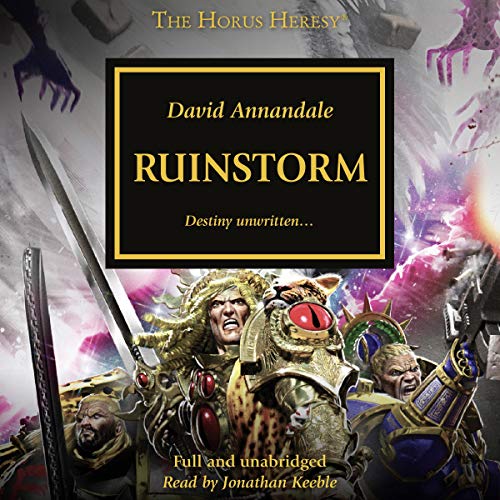 THE HORUS HERESY®
David Annandale
RUINSTORM
Destiny unwritten...
Full and unabridged
Read by Jonathan Keeble